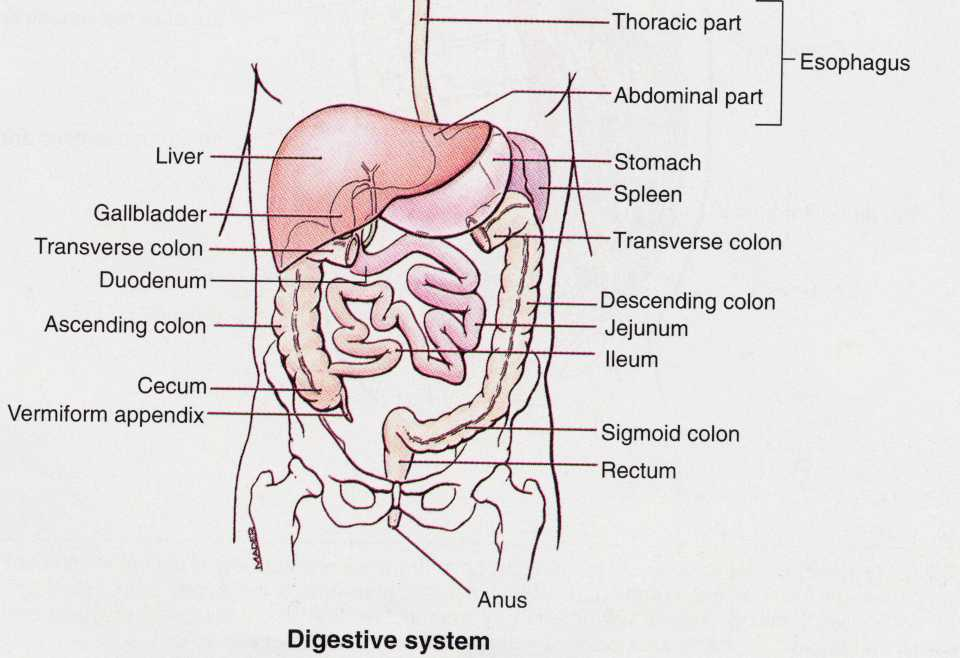 Thoracic part
Esophagus
Abdominal part
Liver
Stomach
Spleen
Gallbladder
Transverse colon
Transverse colon
Duodenum
Descending colon
Ascending colon
Jejunum
Ileum
Cecum
Vermiform appendix
Sigmoid colon
Rectum
MADER
Anus
Digestive system